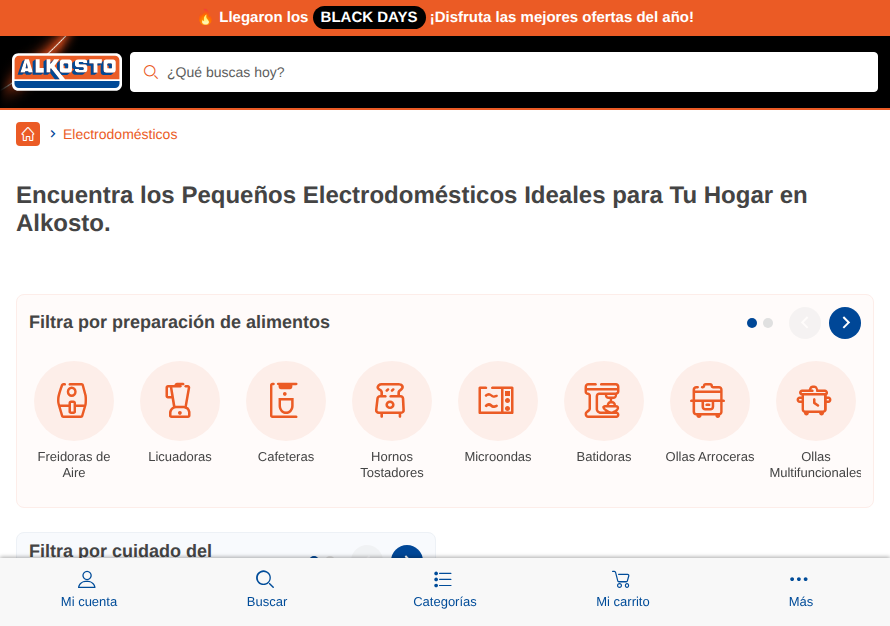 🔥 Llegaron los BLACK DAYS ¡Disfruta las mejores ofertas del año!
ALKOSTO
¿Qué buscas hoy?
Electrodomésticos
Encuentra los Pequeños Electrodomésticos Ideales para Tu Hogar en
Alkosto.
Filtra por preparación de alimentos
Freidoras de
Aire
Licuadoras
Cafeteras
Hornos
Tostadores
Microondas
Batidoras
Ollas Arroceras
Ollas
Multifuncionales
Filtra por cuidado del
Mi cuenta
Buscar
Categorías
Mi carrito
Más